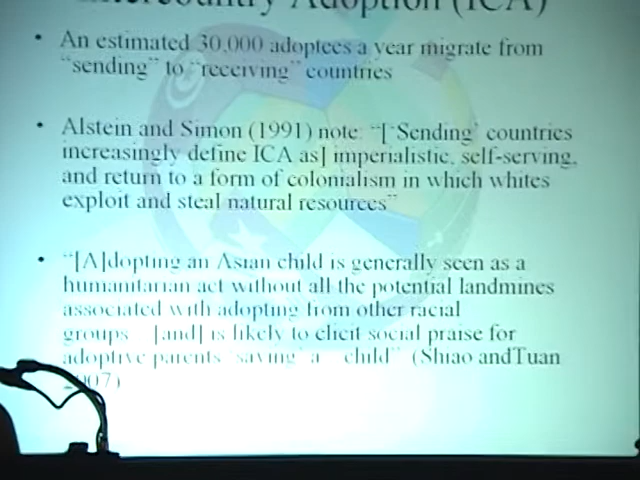 Intercountry Adoption (ICA)
• An estimated 30,000 adoptees a year migrate from
"sending" to "receiving" countries
• Alstein and Simon (1991) note: "['Sending' countries
increasingly define ICA as] imperialistic, self-serving,
and return to a form of colonialism in which whites
exploit and steal natural resources"
• "[A]dopting an Asian child is generally seen as a
humanitarian act without all the potential landmines
associated with adopting from other racial
groups [and] is likely to elicit social praise for
adoptive parents 'saving' a child" (Shiao andTuan
2007)